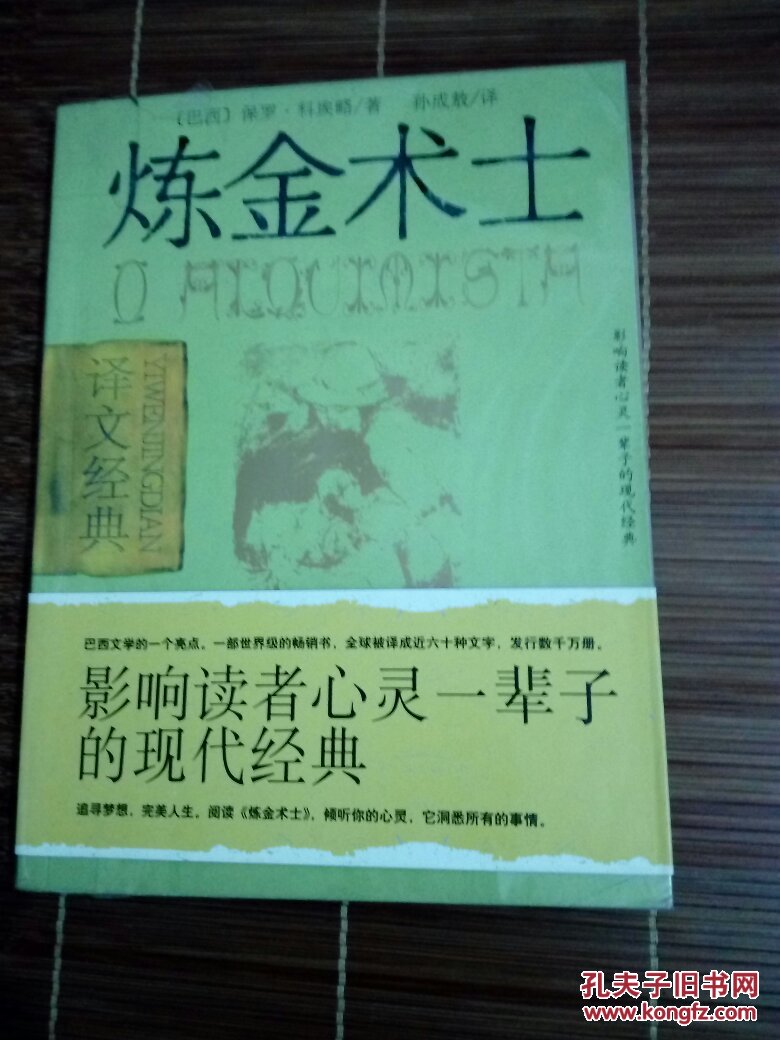 〔巴西〕保罗·科埃略/著 孙成敖/译
炼金术士
O ALQUIMISTA
译文经典
YIWENJINGDIAN
影响读者心灵一辈子的现代经典
巴西文学的一个亮点。一部世界级的畅销书，全球被译成近六十种文字，发行数千万册。
影响读者心灵一辈子
的现代经典
追寻梦想，完美人生。阅读《炼金术士》，倾听你的心灵，它洞悉所有的事情。
孔夫子旧书网
www.kongfz.com